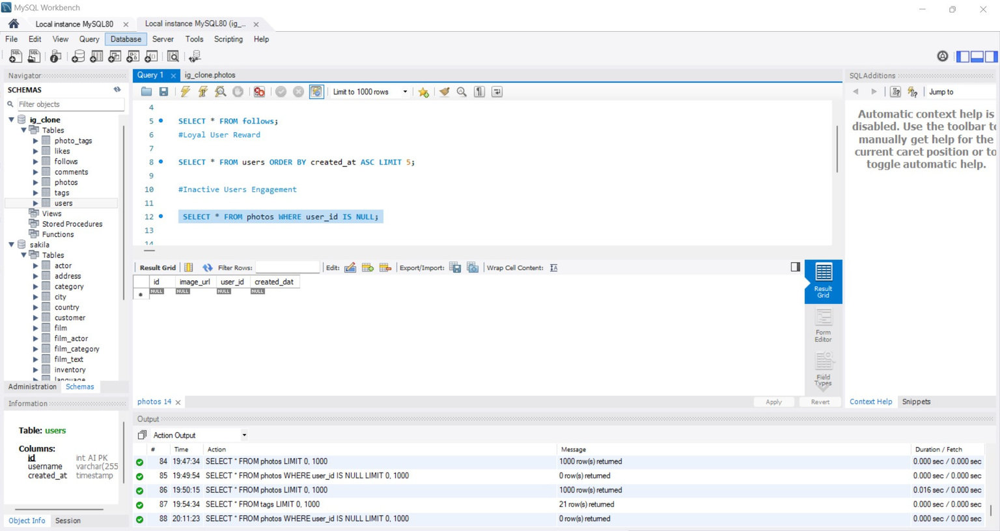 MySQL Workbench
Local instance MySQL80
Local instance MySQL80 (ig_...
File Edit View Query Database Server Tools Scripting Help
Navigator
SCHEMAS
Filter objects
ig_clone
Tables
photo_tags
likes
follows
comments
photos
tags
users
Views
Stored Procedures
Functions
sakila
Tables
actor
address
category
city
country
customer
film
film_actor
film_category
film_text
inventory
language
Administration Schemas
Information
Table: users
Columns:
id int AI PK
username varchar(255
created_at timestamp
Object Info Session
Query 1
ig_clone.photos
Limit to 1000 rows
4
5 SELECT * FROM follows;
6 #Loyal User Reward
7
8 SELECT * FROM users ORDER BY created_at ASC LIMIT 5;
9
10 #Inactive Users Engagement
11
12 SELECT * FROM photos WHERE user_id IS NULL;
13
14
Result Grid Filter Rows: Edit: Export/Import: Wrap Cell Content:
id image_url user_id created_dat
NULL NULL NULL NULL
Result Grid
Form Editor
Field Types
photos 14
Apply Revert
Output
Action Output
# Time Action Message Duration / Fetch
84 19:47:34 SELECT * FROM photos LIMIT 0, 1000 1000 row(s) returned 0.000 sec / 0.000 sec
85 19:49:54 SELECT * FROM photos WHERE user_id IS NULL LIMIT 0, 1000 0 row(s) returned 0.000 sec / 0.000 sec
86 19:50:15 SELECT * FROM photos LIMIT 0, 1000 1000 row(s) returned 0.016 sec / 0.000 sec
87 19:54:34 SELECT * FROM tags LIMIT 0, 1000 21 row(s) returned 0.000 sec / 0.000 sec
88 20:11:23 SELECT * FROM photos WHERE user_id IS NULL LIMIT 0, 1000 0 row(s) returned 0.000 sec / 0.000 sec
SQLAdditions
Jump to
Automatic context help is
disabled. Use the toolbar to
manually get help for the
current caret position or to
toggle automatic help.
Context Help Snippets